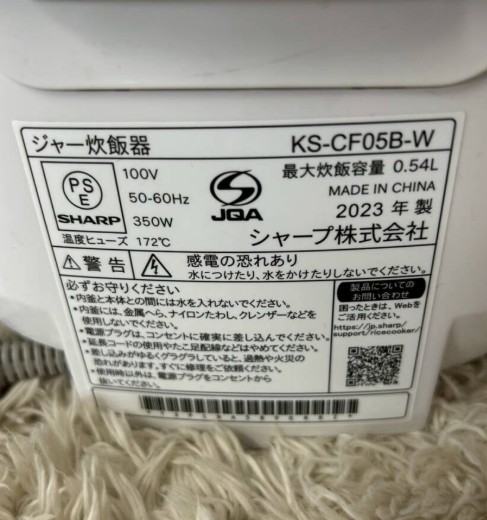 ジャー炊飯器 KS-CF05B-W
PS
E
SHARP
100V
50-60Hz
350W
JQA
最大炊飯容量 0.54L
MADE IN CHINA
2023 年 製
温度ヒューズ 172℃
シャープ株式会社
警告
感電の恐れあり
水につけたり、水をかけたりしないでください。
必ずお守りください
•内釜と本体との間には水を入れないでください。
•内釜には、金属へら、ナイロンたわし、クレンザーなどを
使用しないでください。
•電源プラグは、コンセントに確実に差し込んでください。
•延長コードの使用やたこ足配線などはやめてください。
•差し込みがゆるくグラグラしていると、過熱や火災の
恐れがあります。すぐに修理をご依頼ください。
•使用時以外は、電源プラグをコンセントから
抜いてください。
製品についての
お問い合わせ
困ったときは、Webを
ご活用ください。
https://jp.sharp/
support/ricecooker/